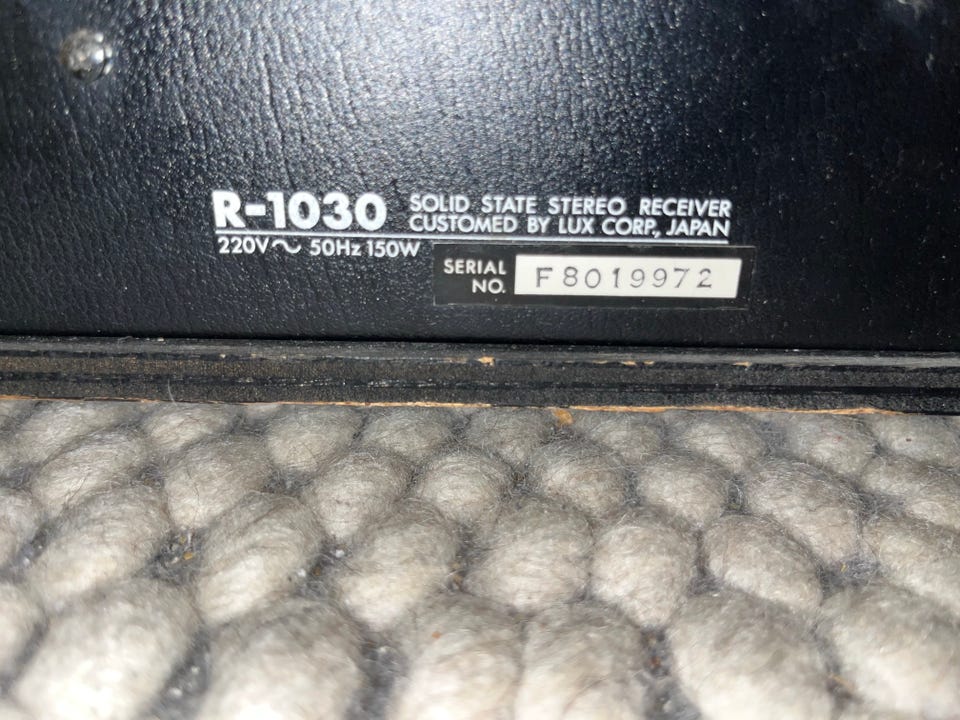 R-1030 SOLID STATE STEREO RECEIVER
CUSTOMED BY LUX CORP, JAPAN
220V~ 50Hz 150W
SERIAL NO. F8019972